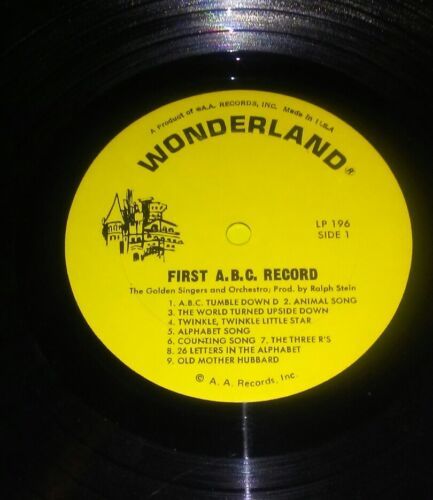 A Product of ®A.A. RECORDS, INC. Made in U.S.A.
WONDERLAND®
LP 196
SIDE 1
FIRST A.B.C. RECORD
The Golden Singers and Orchestra; Prod. by Ralph Stein
1. A.B.C. TUMBLE DOWN D 2. ANIMAL SONG
3. THE WORLD TURNED UPSIDE DOWN
4. TWINKLE, TWINKLE LITTLE STAR
5. ALPHABET SONG
6. COUNTING SONG 7. THE THREE R'S
8. 26 LETTERS IN THE ALPHABET
9. OLD MOTHER HUBBARD
© A. A. Records, Inc.